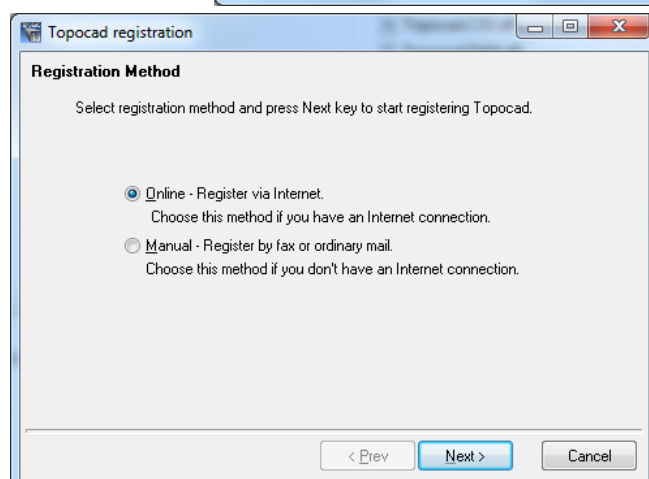 Topocad registration
Registration Method
Select registration method and press Next key to start registering Topocad.
Online - Register via Internet.
Choose this method if you have an Internet connection.
Manual - Register by fax or ordinary mail.
Choose this method if you don't have an Internet connection.
< Prev
Next >
Cancel